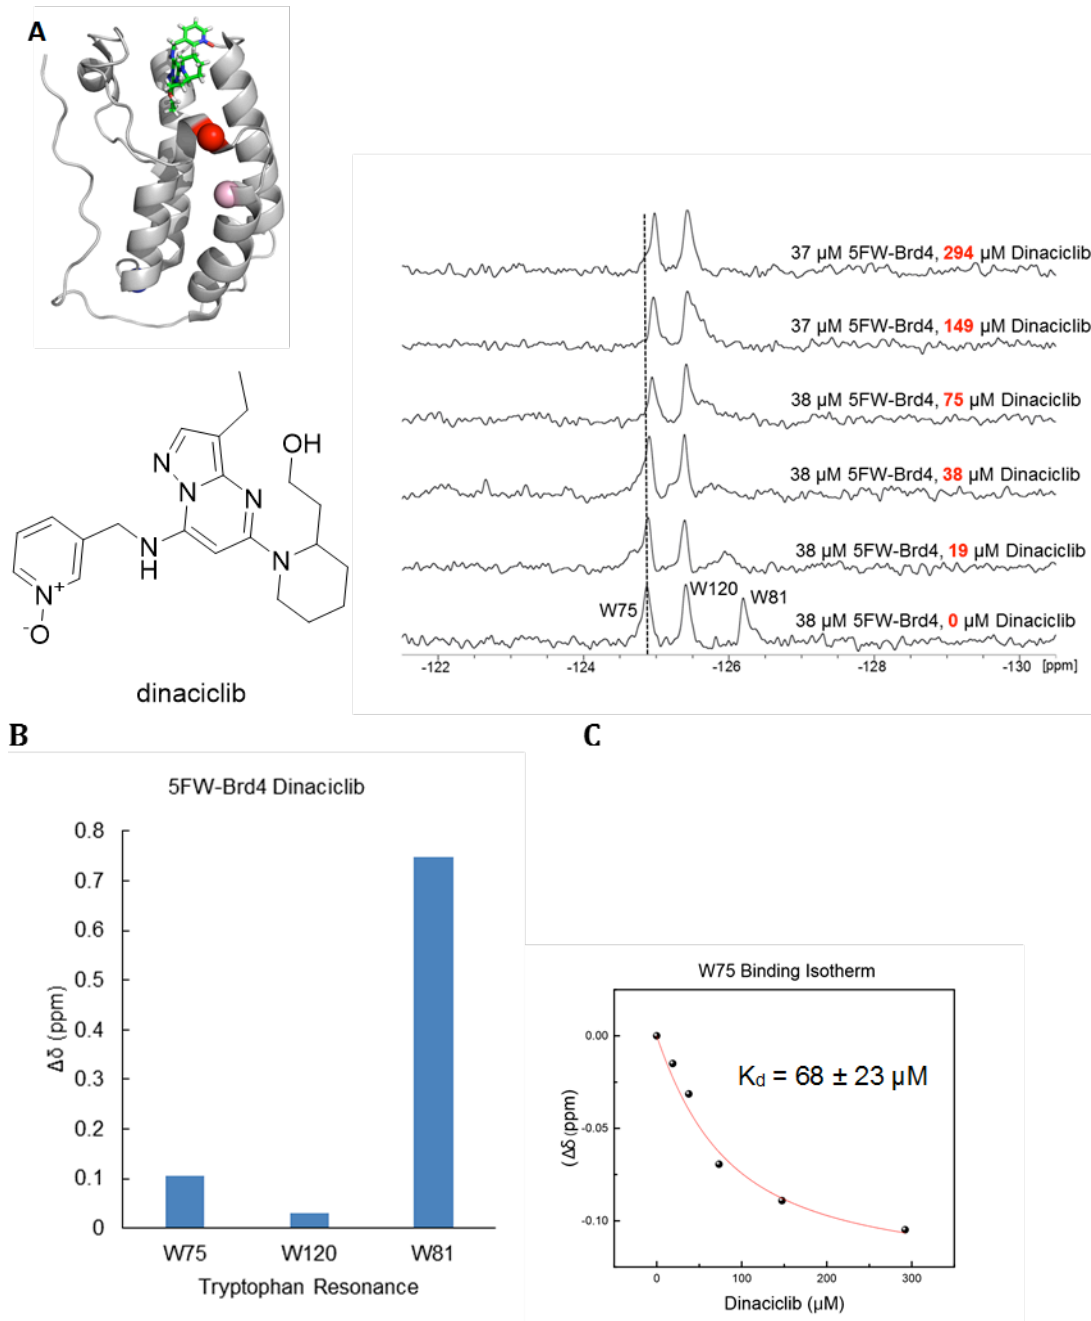 A
37 µM 5FW-Brd4, 294 µM Dinaciclib
37 µM 5FW-Brd4, 149 µM Dinaciclib
38 µM 5FW-Brd4, 75 µM Dinaciclib
38 µM 5FW-Brd4, 38 µM Dinaciclib
38 µM 5FW-Brd4, 19 µM Dinaciclib
W75
W120
W81
38 µM 5FW-Brd4, 0 µM Dinaciclib
-122
-124
-126
-128
-130
[ppm]
OH
N
N
N
N
H
N
N+
-O
dinaciclib
B
C
5FW-Brd4 Dinaciclib
0.8
0.7
0.6
0.5
0.4
0.3
0.2
0.1
0
Δδ (ppm)
W75
W120
W81
Tryptophan Resonance
W75 Binding Isotherm
Kd = 68 ± 23 µM
0.00
-0.05
-0.10
(Δδ (ppm)
0
100
200
300
Dinaciclib (µM)